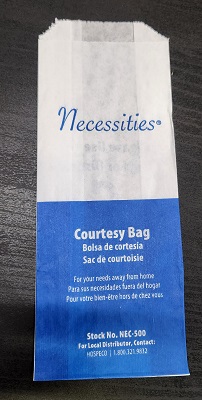 Necessities®
Courtesy Bag
Bolsa de cortesia
Sac de courtoisie
For your needs away from home
Para sus necesidades fuera del hogar
Pour votre bien-être hors de chez vous
Stock No. NEC-500
For Local Distributor, Contact:
HOSPECO | 1.800.321.9832